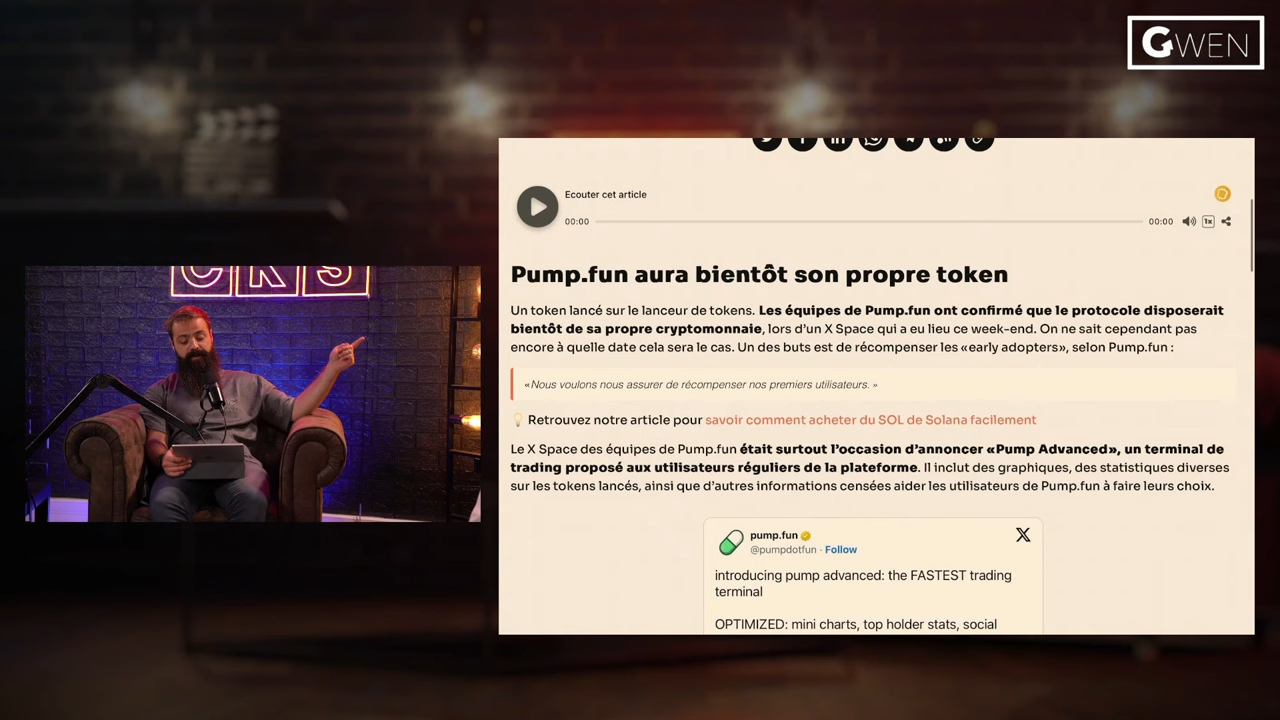 GWEN
Ecouter cet article
00:00
00:00
1x
CRS
Pump.fun aura bientôt son propre token
Un token lancé sur le lanceur de tokens. Les équipes de Pump.fun ont confirmé que le protocole disposerait
bientôt de sa propre cryptomonnaie, lors d’un X Space qui a eu lieu ce week-end. On ne sait cependant pas
encore à quelle date cela sera le cas. Un des buts est de récompenser les «early adopters», selon Pump.fun :
«Nous voulons nous assurer de récompenser nos premiers utilisateurs. »
💡 Retrouvez notre article pour savoir comment acheter du SOL de Solana facilement
Le X Space des équipes de Pump.fun était surtout l’occasion d’annoncer «Pump Advanced», un terminal de
trading proposé aux utilisateurs réguliers de la plateforme. Il inclut des graphiques, des statistiques diverses
sur les tokens lancés, ainsi que d’autres informations censées aider les utilisateurs de Pump.fun à faire leurs choix.
pump.fun
@pumpdotfun · Follow
introducing pump advanced: the FASTEST trading
terminal
OPTIMIZED: mini charts, top holder stats, social